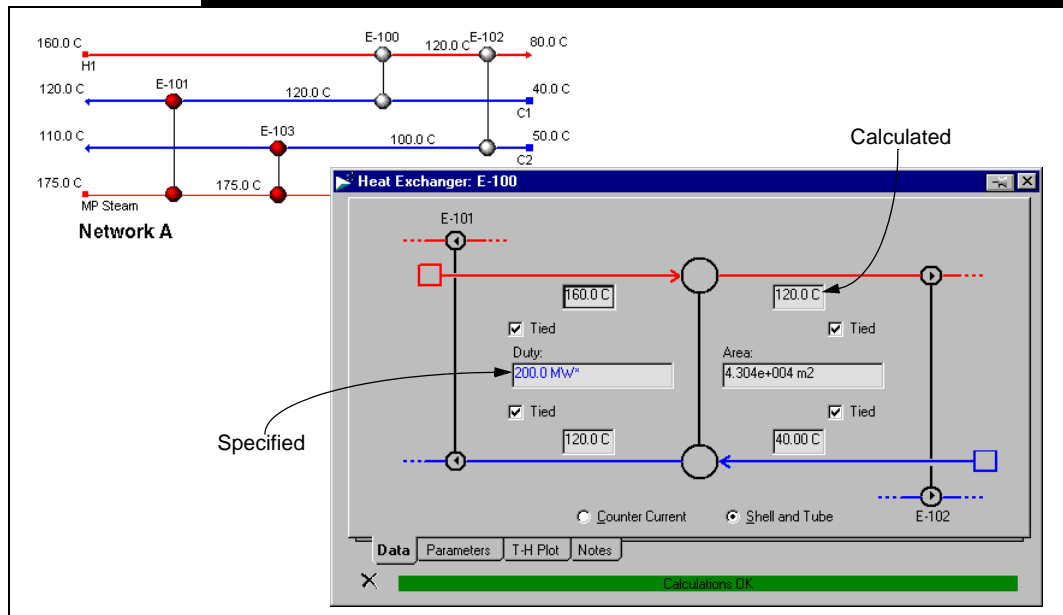 160.0 C
H1
E-100
120.0 C
E-102
80.0 C
120.0 C
E-101
120.0 C
40.0 C
C1
110.0 C
E-103
100.0 C
50.0 C
C2
175.0 C
175.0 C
MP Steam
Network A
Calculated
Heat Exchanger: E-100
E-101
160.0 C
120.0 C
Tied
Tied
Duty:
Area:
200.0 MW*
4.304e+004 m2
Specified
Tied
Tied
120.0 C
40.00 C
Counter Current
Shell and Tube
E-102
Data
Parameters
T-H Plot
Notes
Calculations OK